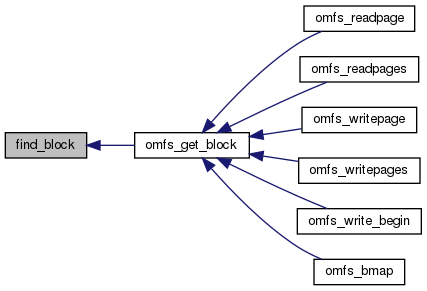 omfs_readpage
omfs_readpages
omfs_writepage
find_block
omfs_get_block
omfs_writepages
omfs_write_begin
omfs_bmap